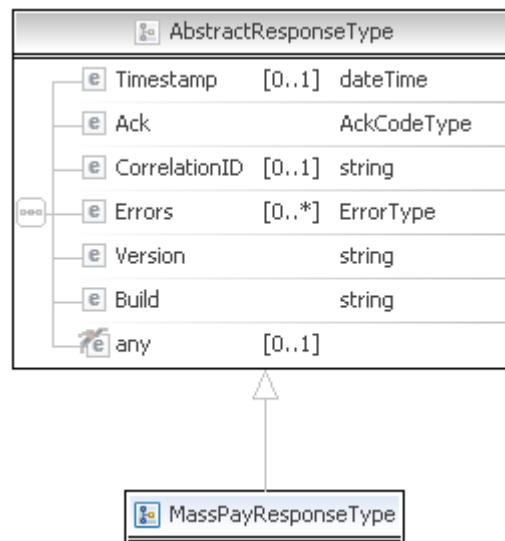 AbstractResponseType
e Timestamp [0..1] dateTime
e Ack AckCodeType
e CorrelationID [0..1] string
e Errors [0..*] ErrorType
e Version string
e Build string
e any [0..1]
MassPayResponseType